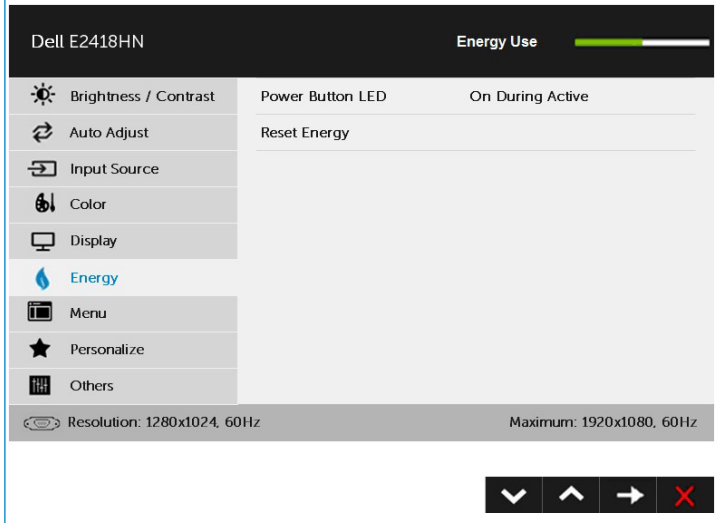 Dell E2418HN Energy Use
Brightness / Contrast Power Button LED On During Active
Auto Adjust Reset Energy
Input Source
Color
Display
Energy
Menu
Personalize
Others
Resolution: 1280x1024, 60Hz Maximum: 1920x1080, 60Hz